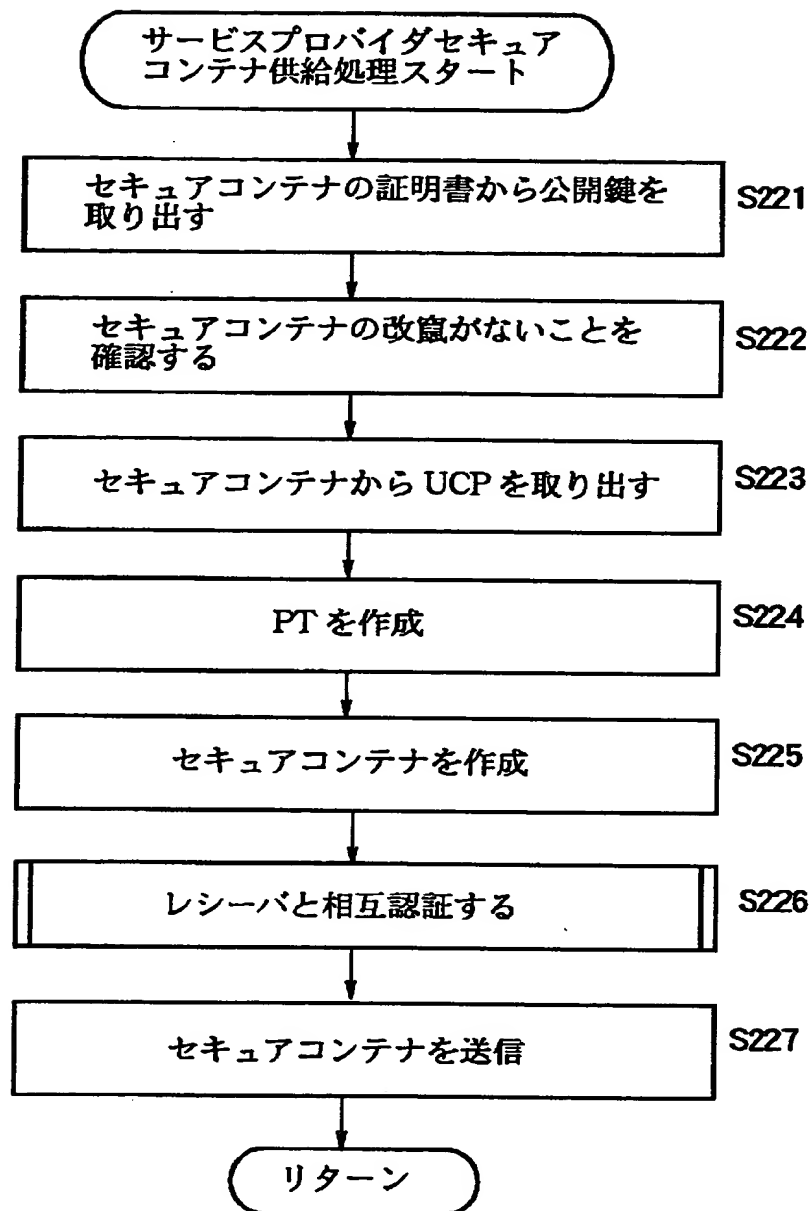 サービスプロバイダセキュア
コンテナ供給処理スタート
セキュアコンテナの証明書から公開鍵を
取り出す
S221
セキュアコンテナの改竄がないことを
確認する
S222
セキュアコンテナから UCP を取り出す
S223
PT を作成
S224
セキュアコンテナを作成
S225
レシーバと相互認証する
S226
セキュアコンテナを送信
S227
リターン